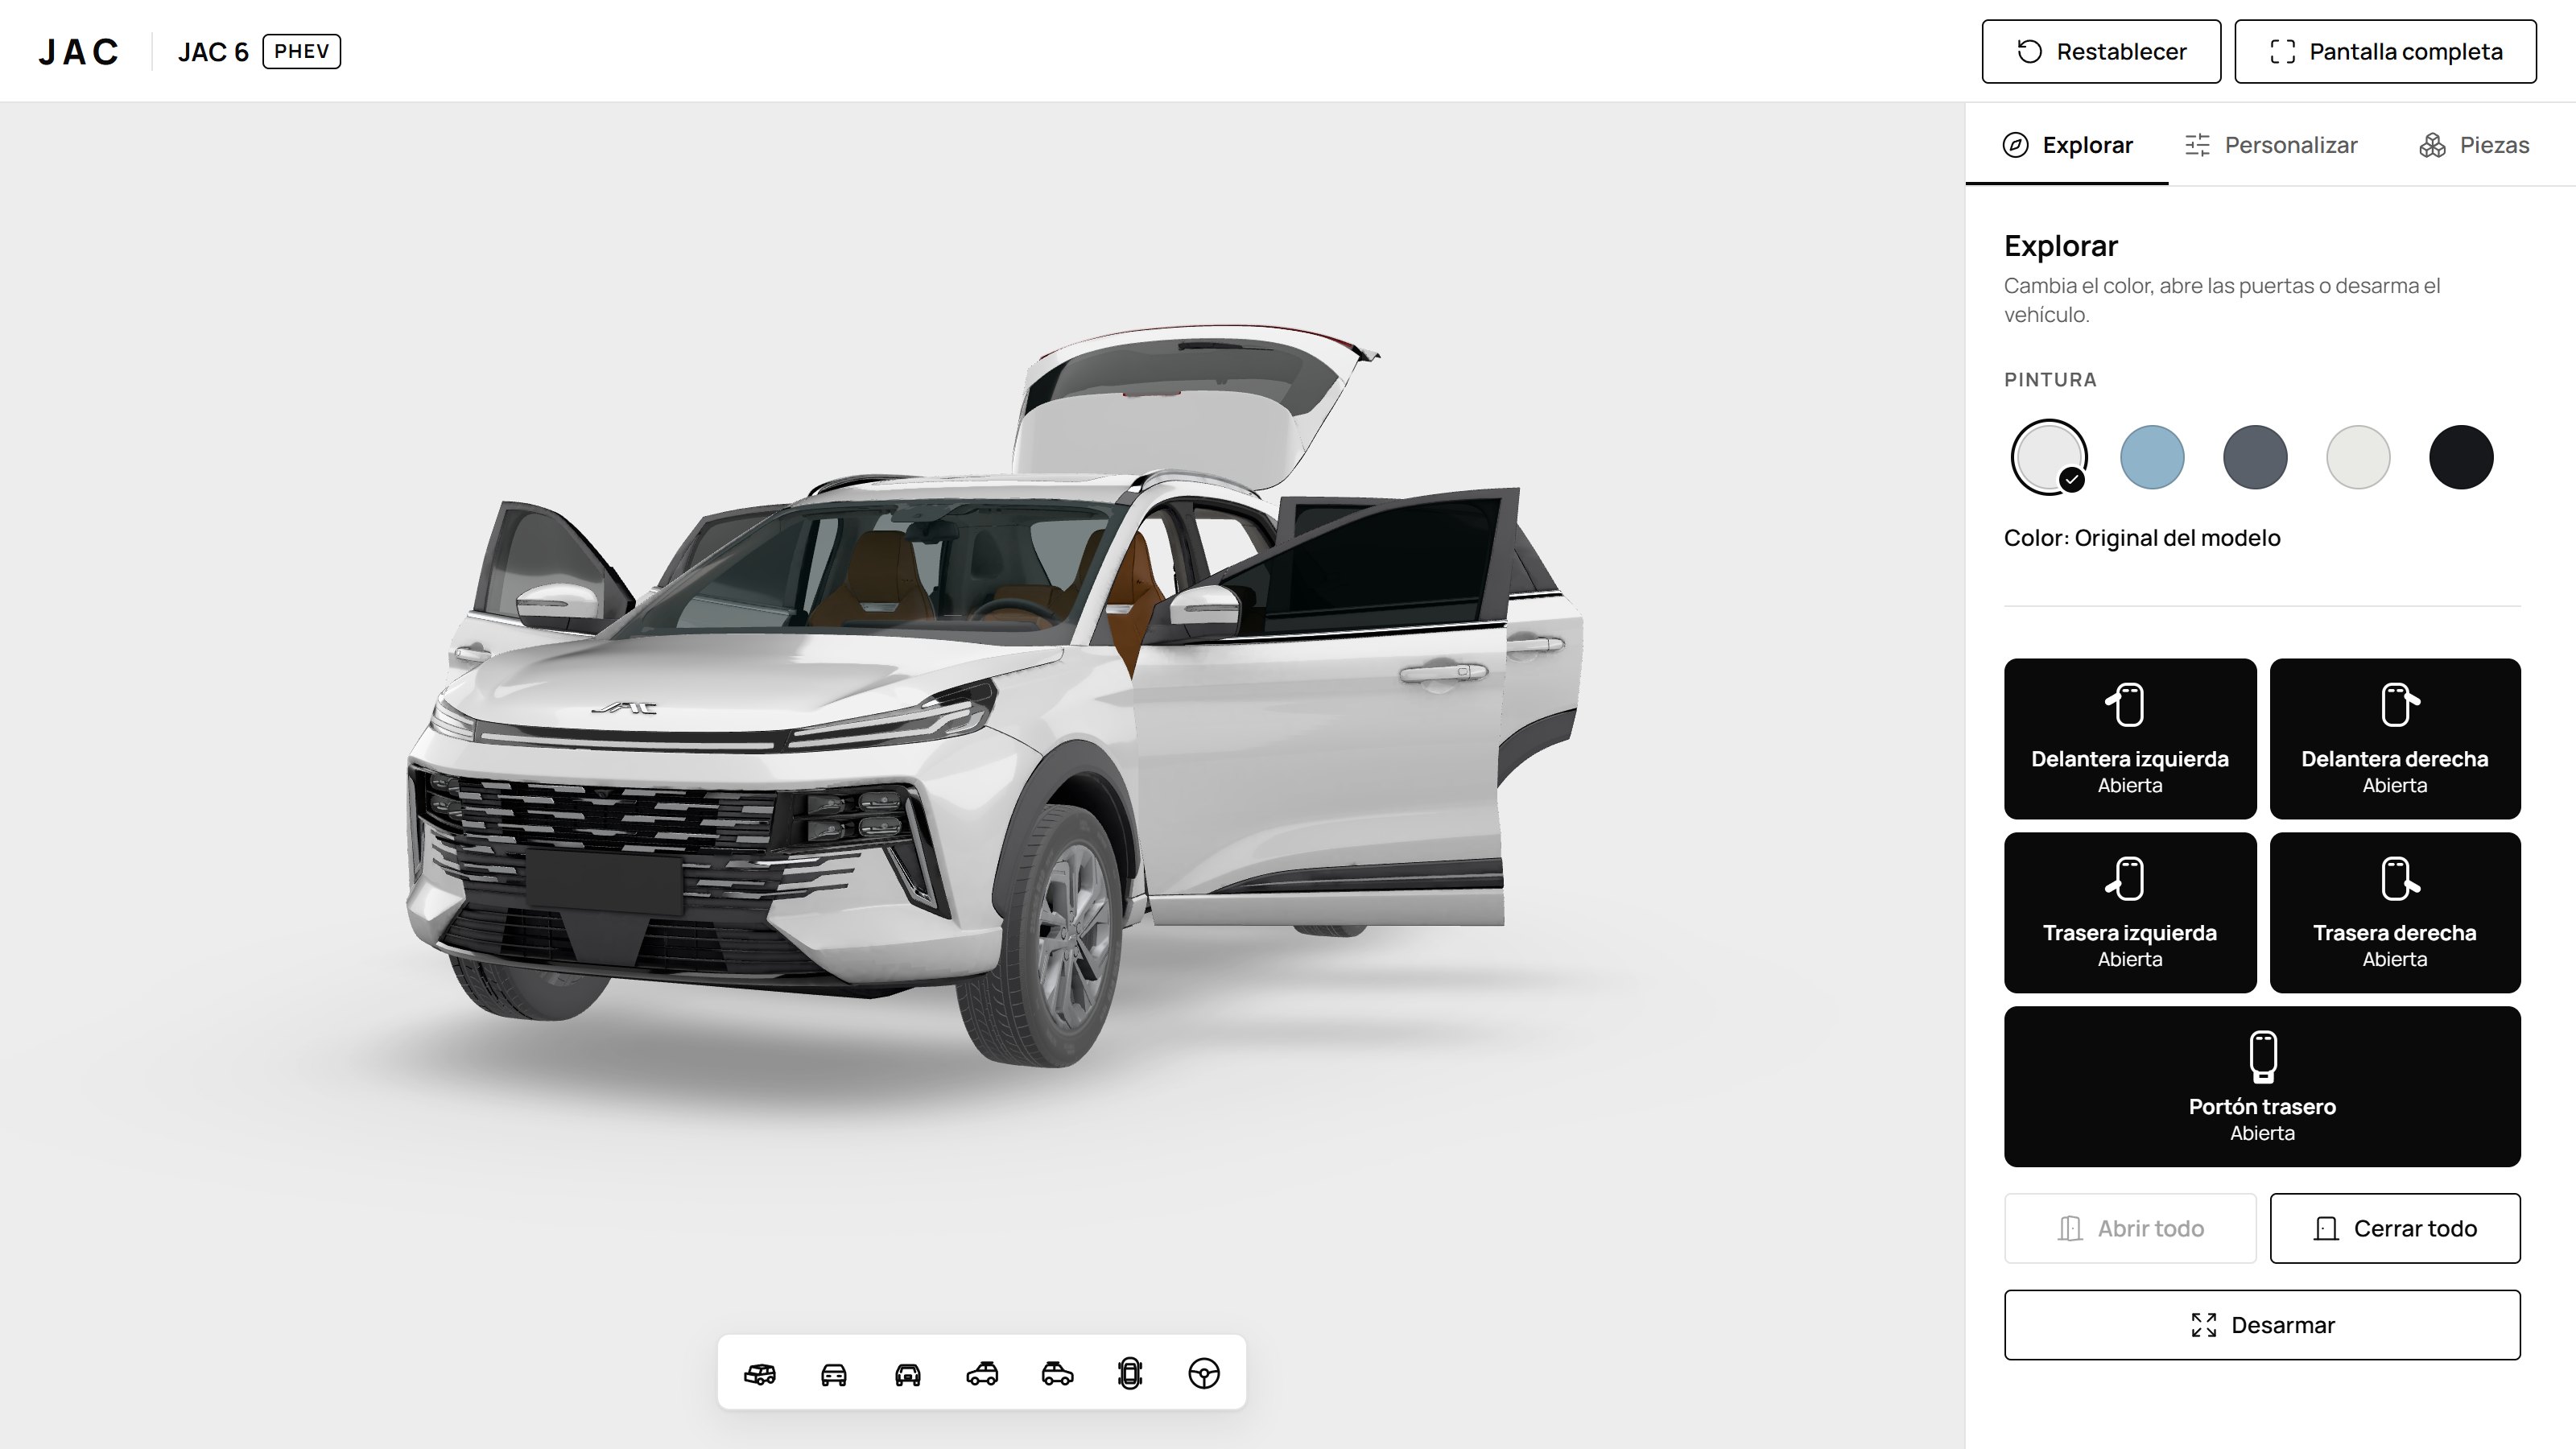 JAC
JAC 6 PHEV
Restablecer
Pantalla completa
Explorar
Personalizar
Piezas
Explorar
Cambia el color, abre las puertas o desarma el
vehículo.
PINTURA
Color: Original del modelo
JAC
Delantera izquierda
Abierta
Delantera derecha
Abierta
Trasera izquierda
Abierta
Trasera derecha
Abierta
Portón trasero
Abierta
Abrir todo
Cerrar todo
Desarmar